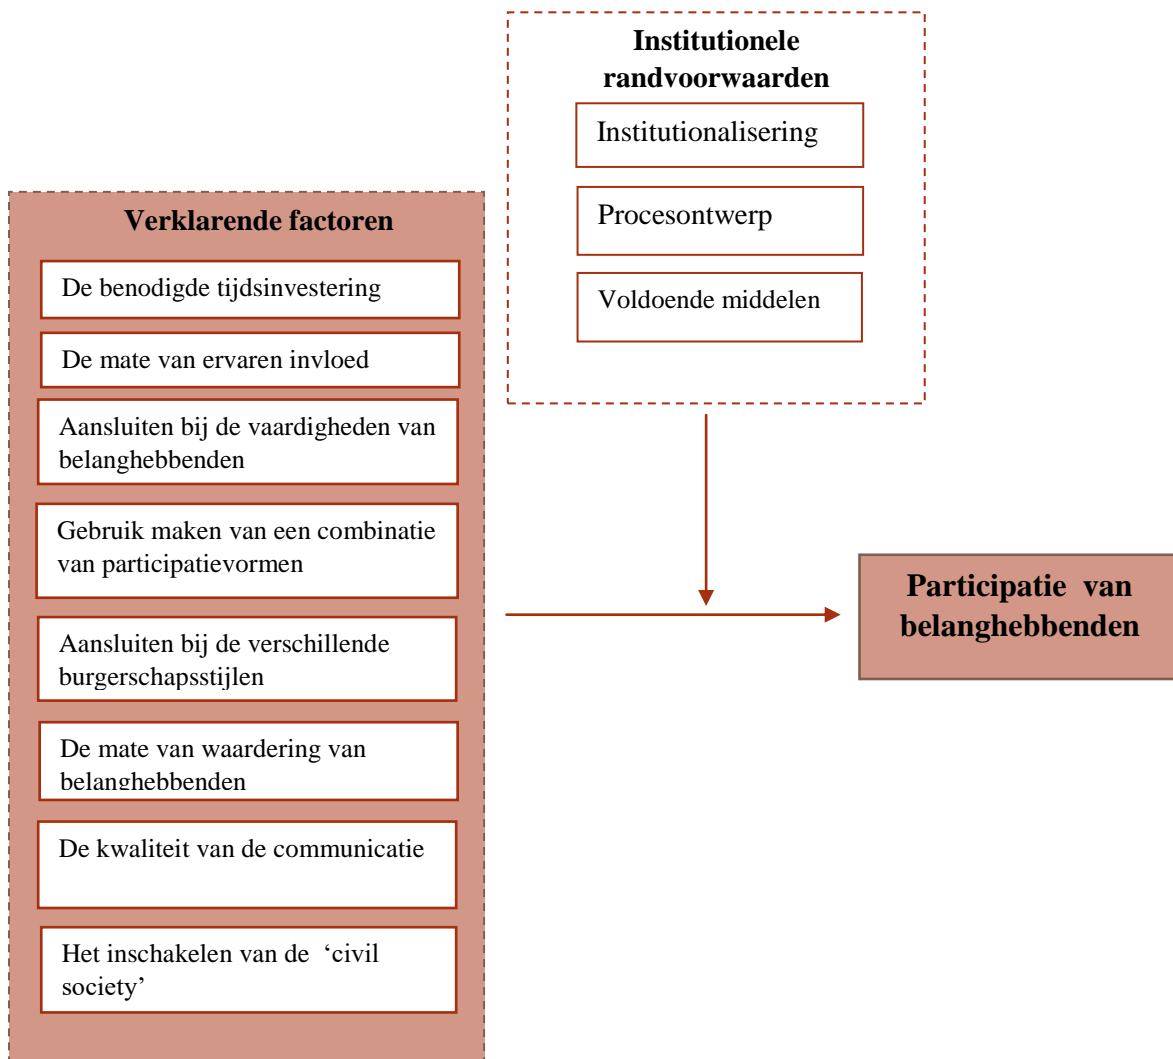 Institutionele
randvoorwaarden
Institutionalisering
Procesontwerp
Voldoende middelen
Verklarende factoren
De benodigde tijdsinvestering
De mate van ervaren invloed
Aansluiten bij de vaardigheden van
belanghebbenden
Gebruik maken van een combinatie
van participatievormen
Aansluiten bij de verschillende
burgerschapsstijlen
De mate van waardering van
belanghebbenden
De kwaliteit van de communicatie
Het inschakelen van de ‘civil
society’
Participatie van
belanghebbenden